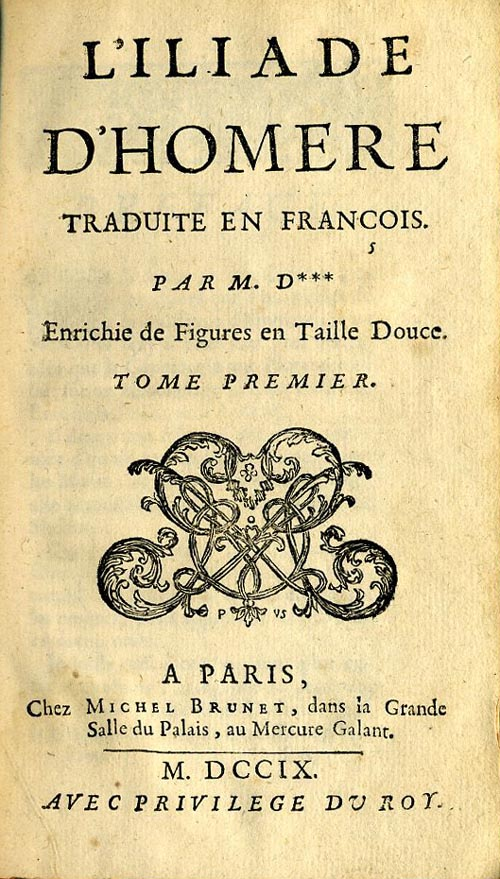 L'ILIADE
D'HOMERE
TRADUITE EN FRANÇOIS.
PAR M. D***
Enrichie de Figures en Taille Douce.
TOME PREMIER.
P VS
A PARIS,
Chez MICHEL BRUNET, dans la Grande
Salle du Palais, au Mercure Galant.
M. DCCIX.
AVEC PRIVILEGE DU ROY.